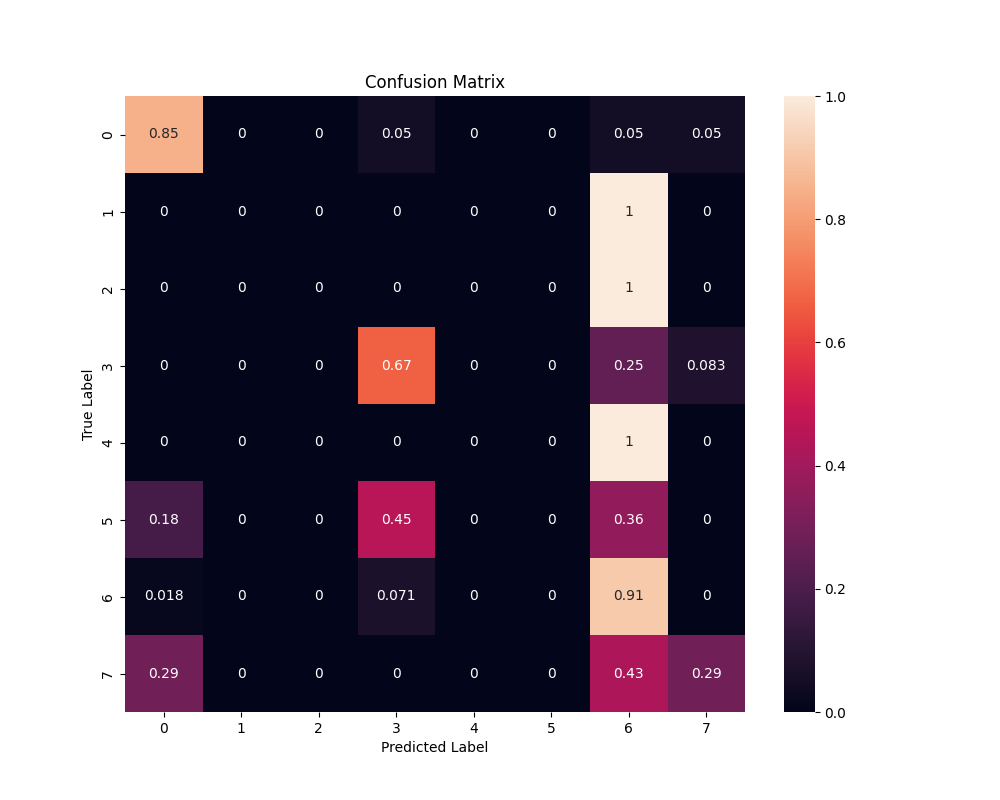 Confusion Matrix
0 0.85 0 0 0.05 0 0 0.05 0.05
1 0 0 0 0 0 0 1 0
2 0 0 0 0 0 0 1 0
3 0 0 0 0.67 0 0 0.25 0.083
4 0 0 0 0 0 0 1 0
5 0.18 0 0 0.45 0 0 0.36 0
6 0.018 0 0 0.071 0 0 0.91 0
7 0.29 0 0 0 0 0 0.43 0.29
0 1 2 3 4 5 6 7
Predicted Label
True Label
1.0
0.8
0.6
0.4
0.2
0.0